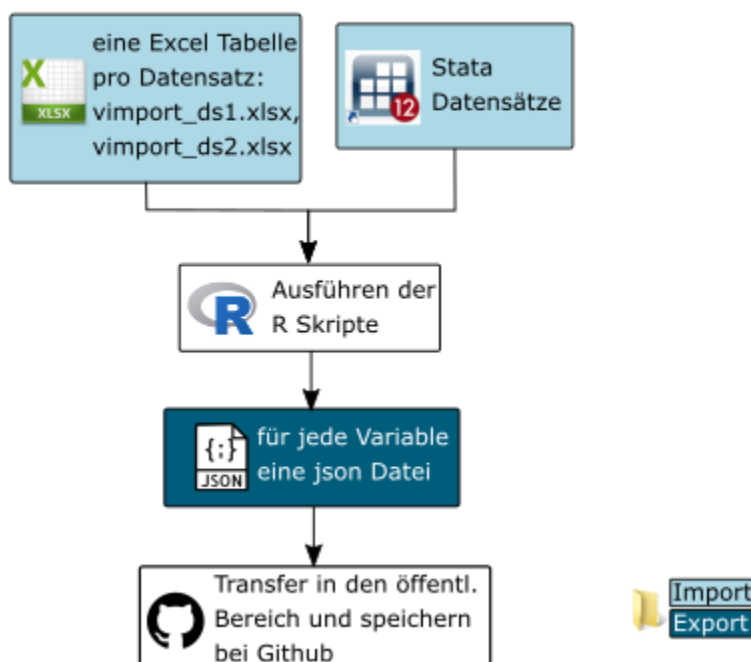 eine Excel Tabelle
pro Datensatz:
vimport_ds1.xlsx,
vimport_ds2.xlsx
X
XLSX
Stata
Datensätze
12
Ausführen der
R Skripte
R
für jede Variable
eine json Datei
{:}
JSON
Transfer in den öffentl.
Bereich und speichern
bei Github
Import
Export